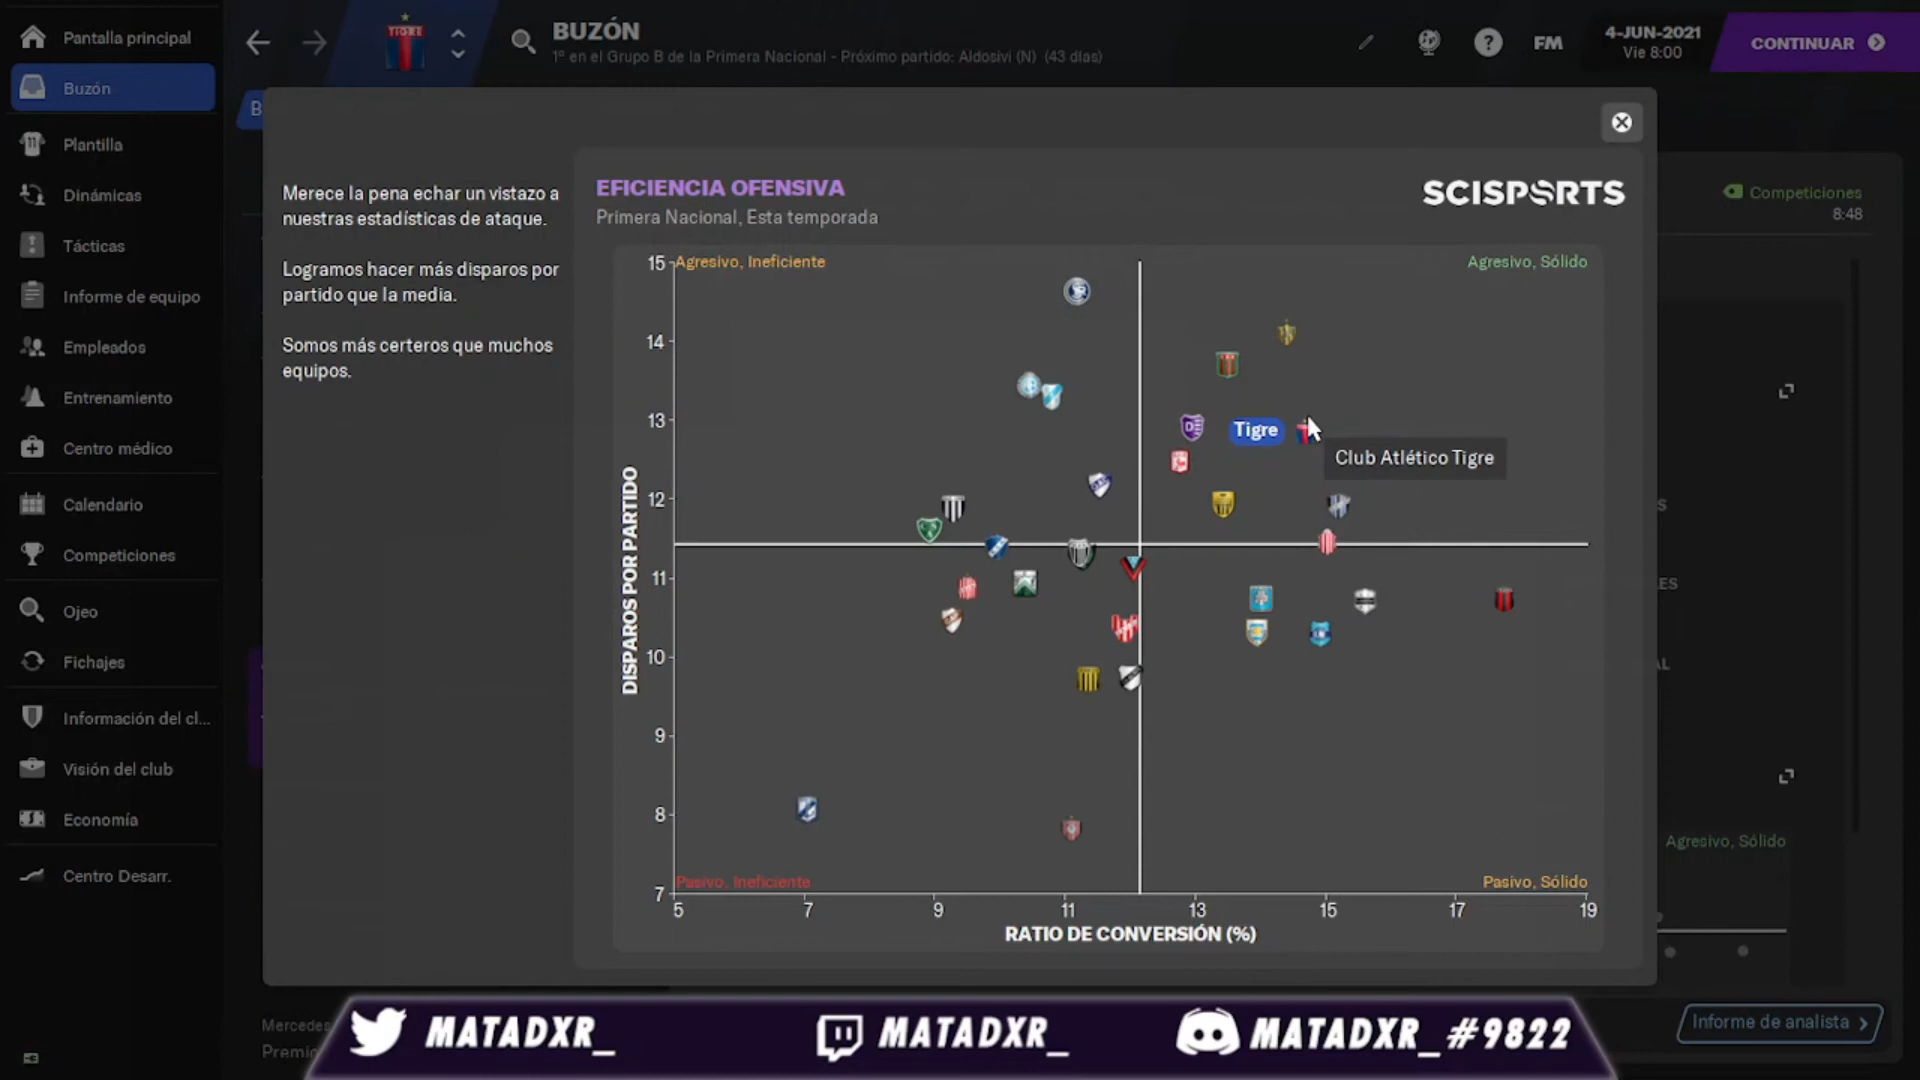 Pantalla principal
Buzón
Plantilla
Dinámicas
Tácticas
Informe de equipo
Empleados
Entrenamiento
Centro médico
Calendario
Competiciones
Ojeo
Fichajes
Información del cl...
Visión del club
Economía
Centro Desarr.
TIGRE
BUZÓN
1º en el Grupo B de la Primera Nacional - Próximo partido: Aldosivi (N) (43 días)
FM
4-JUN-2021
Vie 8:00
CONTINUAR
B
Merece la pena echar un vistazo a
nuestras estadísticas de ataque.
Logramos hacer más disparos por
partido que la media.
Somos más certeros que muchos
equipos.
EFICIENCIA OFENSIVA
Primera Nacional, Esta temporada
SCISPORTS
Competiciones
8:48
Agresivo, Ineficiente
Agresivo, Sólido
15
14
13
12
11
10
9
8
7
DISPAROS POR PARTIDO
Tigre
Club Atlético Tigre
Pasivo, Ineficiente
Pasivo, Sólido
5
7
9
11
13
15
17
19
RATIO DE CONVERSIÓN (%)
S
LES
AL
Agresivo, Sólido
Mercedes
Premio
Informe de analista
MATADXR_
MATADXR_
MATADXR_#9822